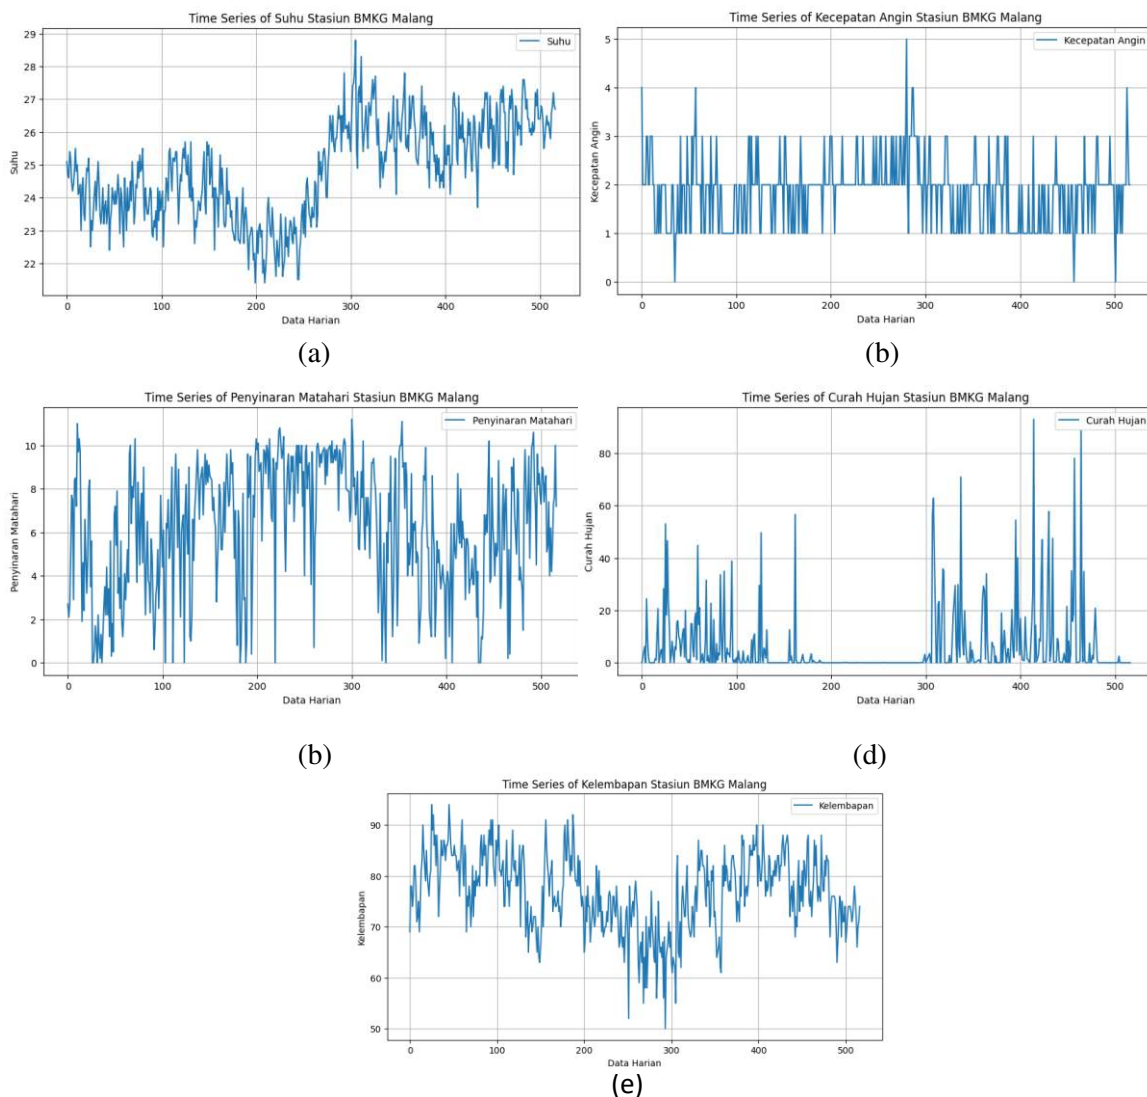 Time Series of Suhu Stasiun BMKG Malang
Suhu
29
28
27
26
25
24
23
22
Suhu
0 100 200 300 400 500
Data Harian
(a)
Time Series of Kecepatan Angin Stasiun BMKG Malang
Kecepatan Angin
5
4
3
2
1
0
Kecepatan Angin
0 100 200 300 400 500
Data Harian
(b)
Time Series of Penyinaran Matahari Stasiun BMKG Malang
Penyinaran Matahari
10
8
6
4
2
0
Penyinaran Matahari
0 100 200 300 400 500
Data Harian
(b)
Time Series of Curah Hujan Stasiun BMKG Malang
Curah Hujan
80
60
40
20
0
Curah Hujan
0 100 200 300 400 500
Data Harian
(d)
Time Series of Kelembapan Stasiun BMKG Malang
Kelembapan
90
80
70
60
50
Kelembapan
0 100 200 300 400 500
Data Harian
(e)